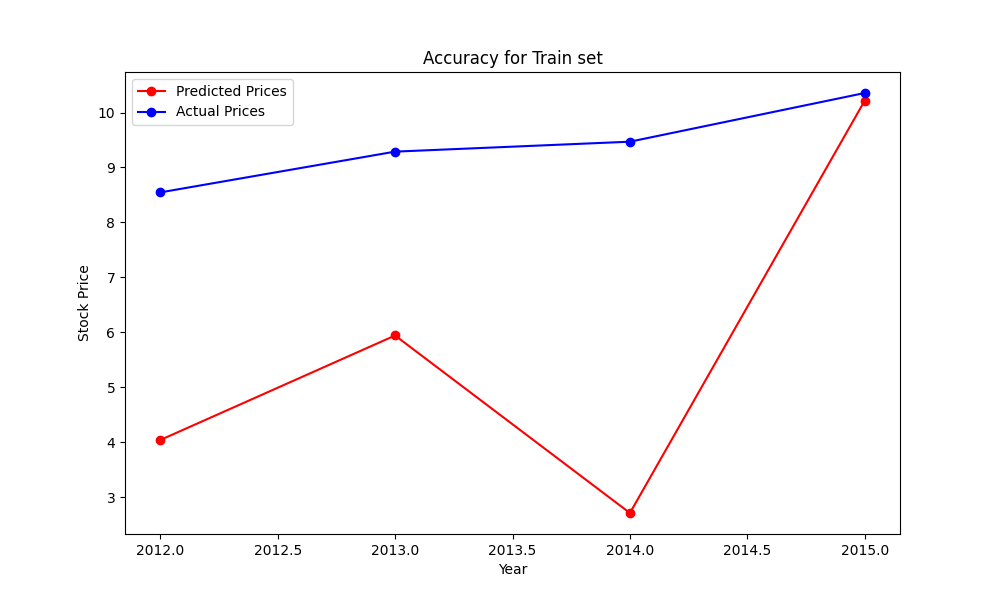 Accuracy for Train set
Predicted Prices
Actual Prices
Stock Price
10
9
8
7
6
5
4
3
2012.0 2012.5 2013.0 2013.5 2014.0 2014.5 2015.0
Year